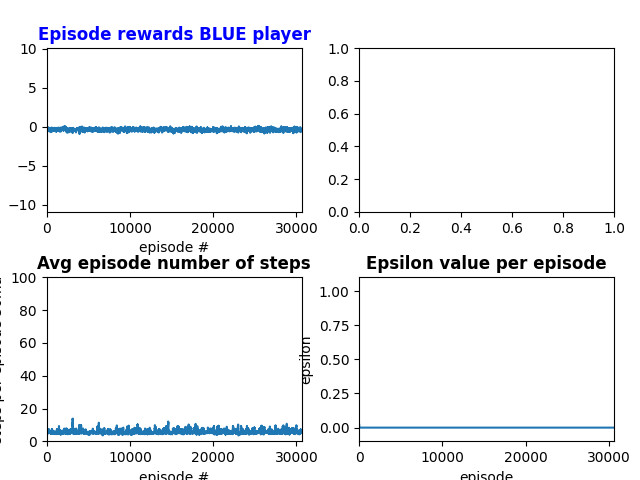 Episode rewards BLUE player
10
5
0
−5
−10
0 10000 20000 30000
episode #
1.0
0.8
0.6
0.4
0.2
0.0
0.0 0.2 0.4 0.6 0.8 1.0
Avg episode number of steps
100
80
60
40
20
0
0 10000 20000 30000
episode #
Epsilon value per episode
epsilon
1.00
0.75
0.50
0.25
0.00
0 10000 20000 30000
episode